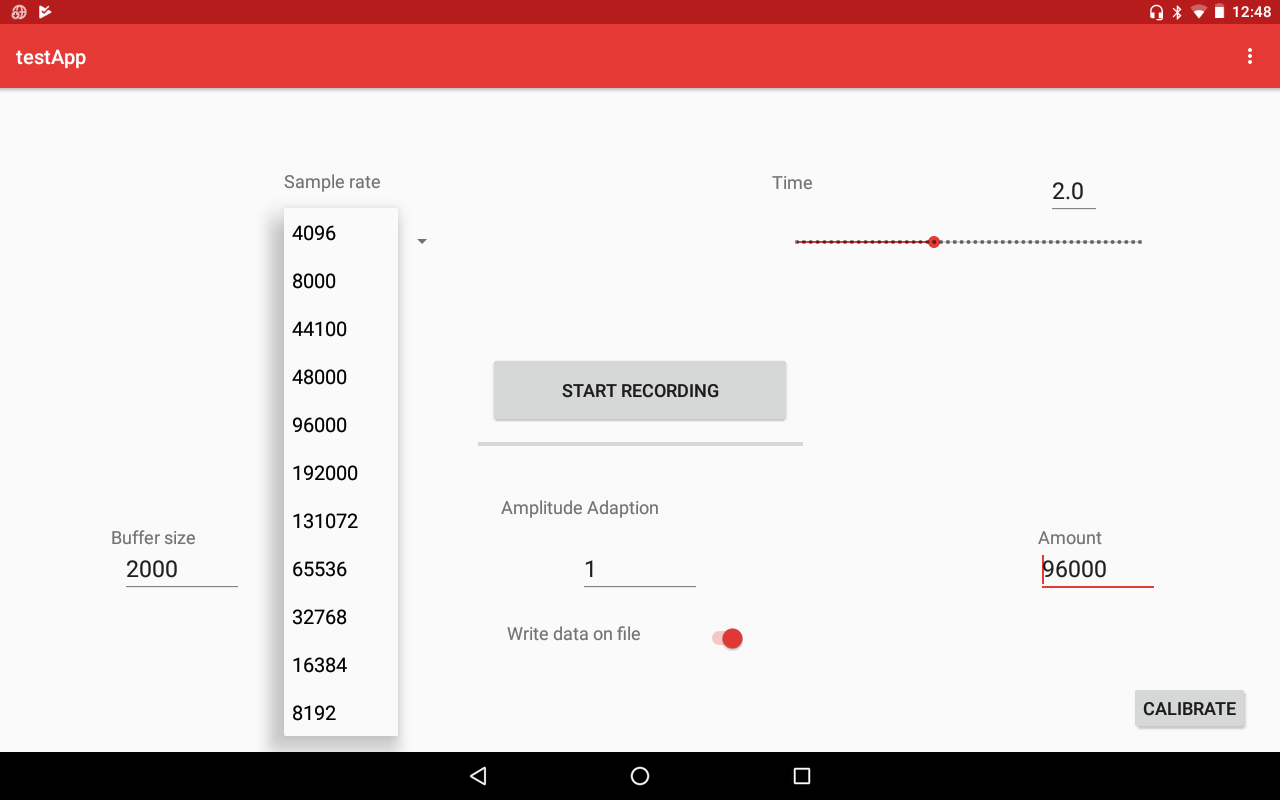 12:48
testApp
Sample rate
Time
2.0
4096
8000
44100
48000
96000
192000
131072
65536
32768
16384
8192
START RECORDING
Amplitude Adaption
Buffer size
Amount
2000
1
96000
Write data on file
CALIBRATE